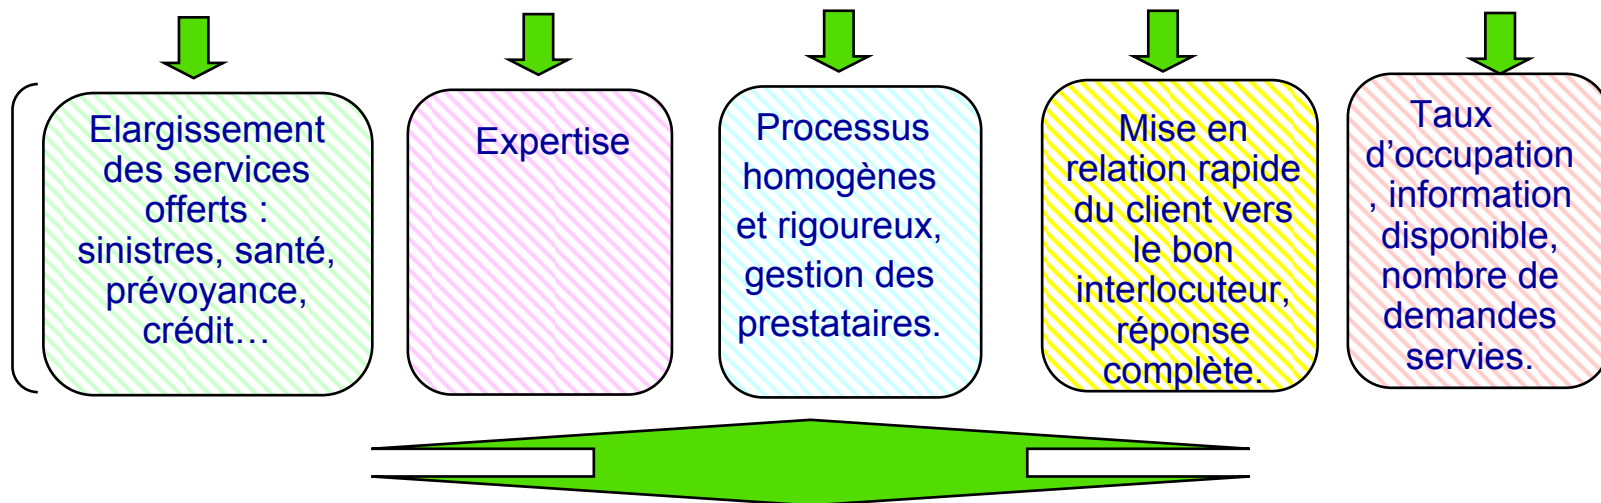 Elargissement
des services
offerts :
sinistres, santé,
prévoyance,
crédit…
Expertise
Processus
homogènes
et rigoureux,
gestion des
prestataires.
Mise en
relation rapide
du client vers
le bon
interlocuteur,
réponse
complète.
Taux
d’occupation
, information
disponible,
nombre de
demandes
servies.